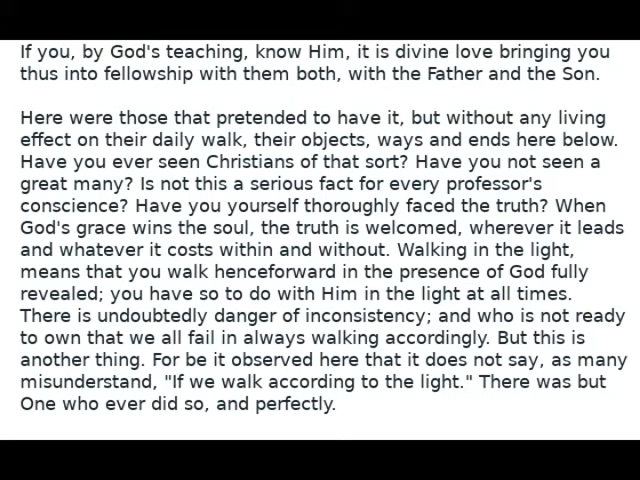 If you, by God's teaching, know Him, it is divine love bringing you
thus into fellowship with them both, with the Father and the Son.
Here were those that pretended to have it, but without any living
effect on their daily walk, their objects, ways and ends here below.
Have you ever seen Christians of that sort? Have you not seen a
great many? Is not this a serious fact for every professor's
conscience? Have you yourself thoroughly faced the truth? When
God's grace wins the soul, the truth is welcomed, wherever it leads
and whatever it costs within and without. Walking in the light,
means that you walk henceforward in the presence of God fully
revealed; you have so to do with Him in the light at all times.
There is undoubtedly danger of inconsistency; and who is not ready
to own that we all fail in always walking accordingly. But this is
another thing. For be it observed here that it does not say, as many
misunderstand, "If we walk according to the light." There was but
One who ever did so, and perfectly.